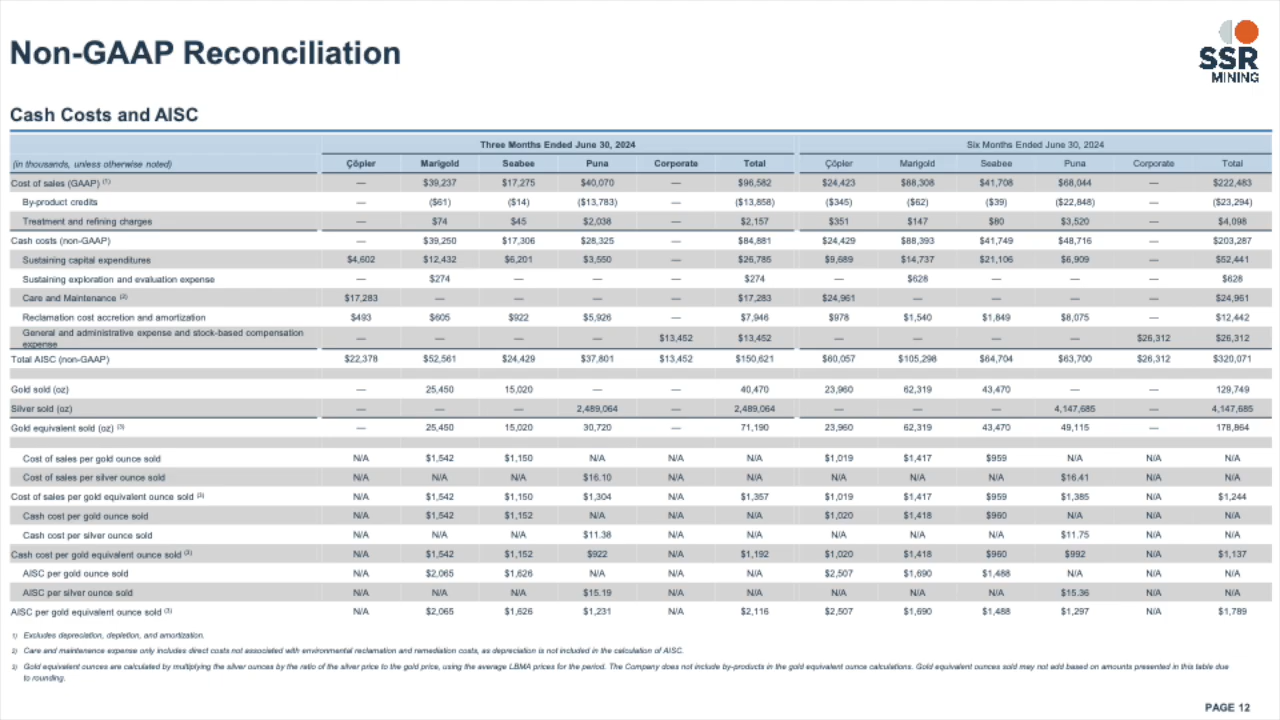 Non-GAAP Reconciliation
SSR
MINING
Cash Costs and AISC
Three Months Ended June 30, 2024 Six Months Ended June 30, 2024
(in thousands, unless otherwise noted) Çöpler Marigold Seabee Puna Corporate Total Çöpler Marigold Seabee Puna Corporate Total
Cost of sales (GAAP) (1) — $39,237 $17,275 $40,070 — $96,582 $24,423 $88,308 $41,708 $68,044 — $222,483
By-product credits — ($61) ($14) ($13,783) — ($13,858) ($345) ($62) ($39) ($22,848) — ($23,294)
Treatment and refining charges — $74 $45 $2,038 — $2,157 $351 $147 $80 $3,520 — $4,098
Cash costs (non-GAAP) — $39,250 $17,306 $28,325 — $84,881 $24,429 $88,393 $41,749 $48,716 — $203,287
Sustaining capital expenditures $4,602 $12,432 $6,201 $3,550 — $26,785 $9,689 $14,737 $21,106 $6,909 — $52,441
Sustaining exploration and evaluation expense — $274 — — — $274 — $628 — — — $628
Care and Maintenance (2) $17,283 — — — — $17,283 $24,961 — — — — $24,961
Reclamation cost accretion and amortization $493 $605 $922 $5,926 — $7,946 $978 $1,540 $1,849 $8,075 — $12,442
General and administrative expense and stock-based compensation
expense — — — — $13,452 $13,452 — — — — $26,312 $26,312
Total AISC (non-GAAP) $22,378 $52,561 $24,429 $37,801 $13,452 $150,621 $60,057 $105,298 $64,704 $63,700 $26,312 $320,071
Gold sold (oz) — 25,450 15,020 — — 40,470 23,960 62,319 43,470 — — 129,749
Silver sold (oz) — — — 2,489,064 — 2,489,064 — — — 4,147,685 — 4,147,685
Gold equivalent sold (oz) (3) — 25,450 15,020 30,720 — 71,190 23,960 62,319 43,470 49,115 — 178,864
Cost of sales per gold ounce sold N/A $1,542 $1,150 N/A N/A N/A $1,019 $1,417 $959 N/A N/A N/A
Cost of sales per silver ounce sold N/A N/A N/A $16.10 N/A N/A N/A N/A N/A $16.41 N/A N/A
Cost of sales per gold equivalent ounce sold (3) N/A $1,542 $1,150 $1,304 N/A $1,357 $1,019 $1,417 $959 $1,385 N/A $1,244
Cash cost per gold ounce sold N/A $1,542 $1,152 N/A N/A N/A $1,020 $1,418 $960 N/A N/A N/A
Cash cost per silver ounce sold N/A N/A N/A $11.38 N/A N/A N/A N/A N/A $11.75 N/A N/A
Cash cost per gold equivalent ounce sold (3) N/A $1,542 $1,152 $922 N/A $1,192 $1,020 $1,418 $960 $992 N/A $1,137
AISC per gold ounce sold N/A $2,065 $1,626 N/A N/A N/A $2,507 $1,690 $1,488 N/A N/A N/A
AISC per silver ounce sold N/A N/A N/A $15.19 N/A N/A N/A N/A N/A $15.36 N/A N/A
AISC per gold equivalent ounce sold (3) N/A $2,065 $1,626 $1,231 N/A $2,116 $2,507 $1,690 $1,488 $1,297 N/A $1,789
1) Excludes depreciation, depletion, and amortization.
2) Care and maintenance expense only includes direct costs not associated with environmental reclamation and remediation costs, as depreciation is not included in the calculation of AISC.
3) Gold equivalent ounces are calculated by multiplying the silver ounces by the ratio of the silver price to the gold price, using the average LBMA prices for the period. The Company does not include by-products in the gold equivalent ounce calculations. Gold equivalent ounces sold may not add based on amounts presented in this table due
to rounding.
PAGE 12